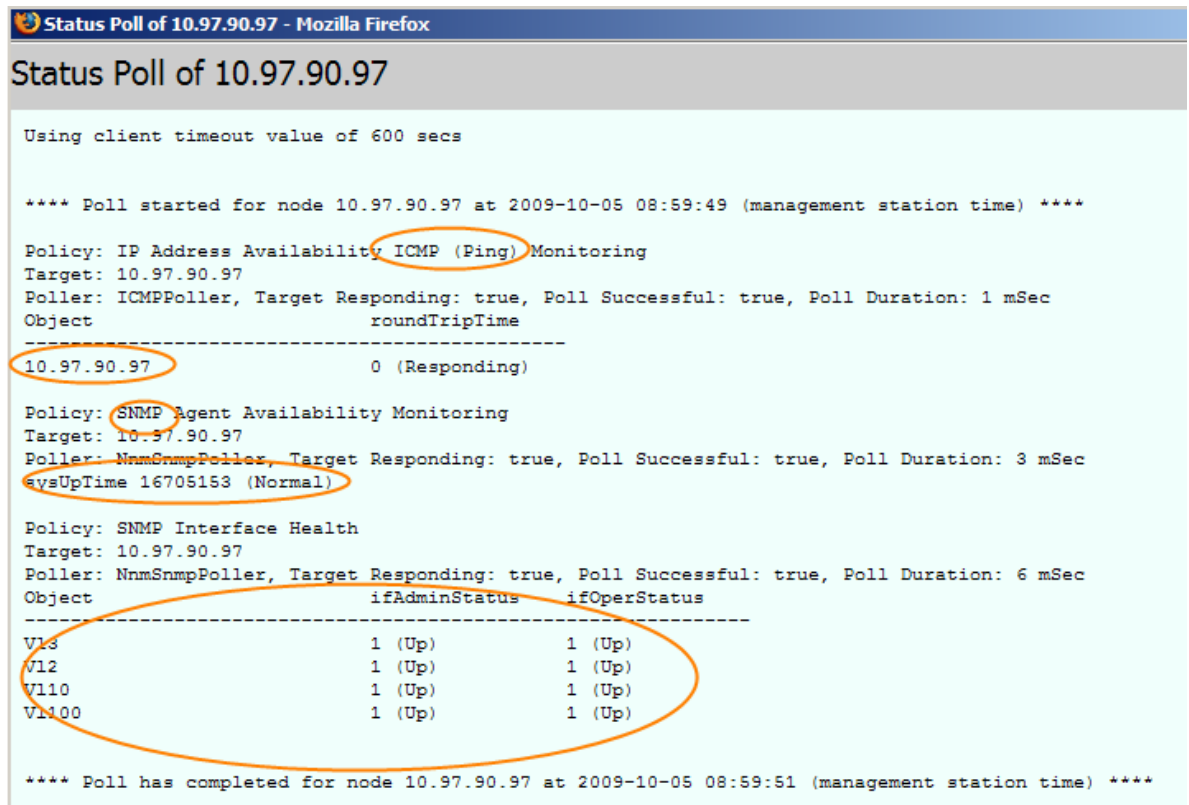 Status Poll of 10.97.90.97 - Mozilla Firefox
Status Poll of 10.97.90.97
Using client timeout value of 600 secs
**** Poll started for node 10.97.90.97 at 2009-10-05 08:59:49 (management station time) ****
Policy: IP Address Availability ICMP (Ping) Monitoring
Target: 10.97.90.97
Poller: ICMPPoller, Target Responding: true, Poll Successful: true, Poll Duration: 1 mSec
Object roundTripTime
-----------------------------------------------
10.97.90.97 0 (Responding)
Policy: SNMP Agent Availability Monitoring
Target: 10.97.90.97
Poller: NnmSnmpPoller, Target Responding: true, Poll Successful: true, Poll Duration: 3 mSec
sysUpTime 16705153 (Normal)
Policy: SNMP Interface Health
Target: 10.97.90.97
Poller: NnmSnmpPoller, Target Responding: true, Poll Successful: true, Poll Duration: 6 mSec
Object ifAdminStatus ifOperStatus
---------------------------------------------------------------
Vl3 1 (Up) 1 (Up)
Vl2 1 (Up) 1 (Up)
Vl10 1 (Up) 1 (Up)
Vl100 1 (Up) 1 (Up)
**** Poll has completed for node 10.97.90.97 at 2009-10-05 08:59:51 (management station time) ****